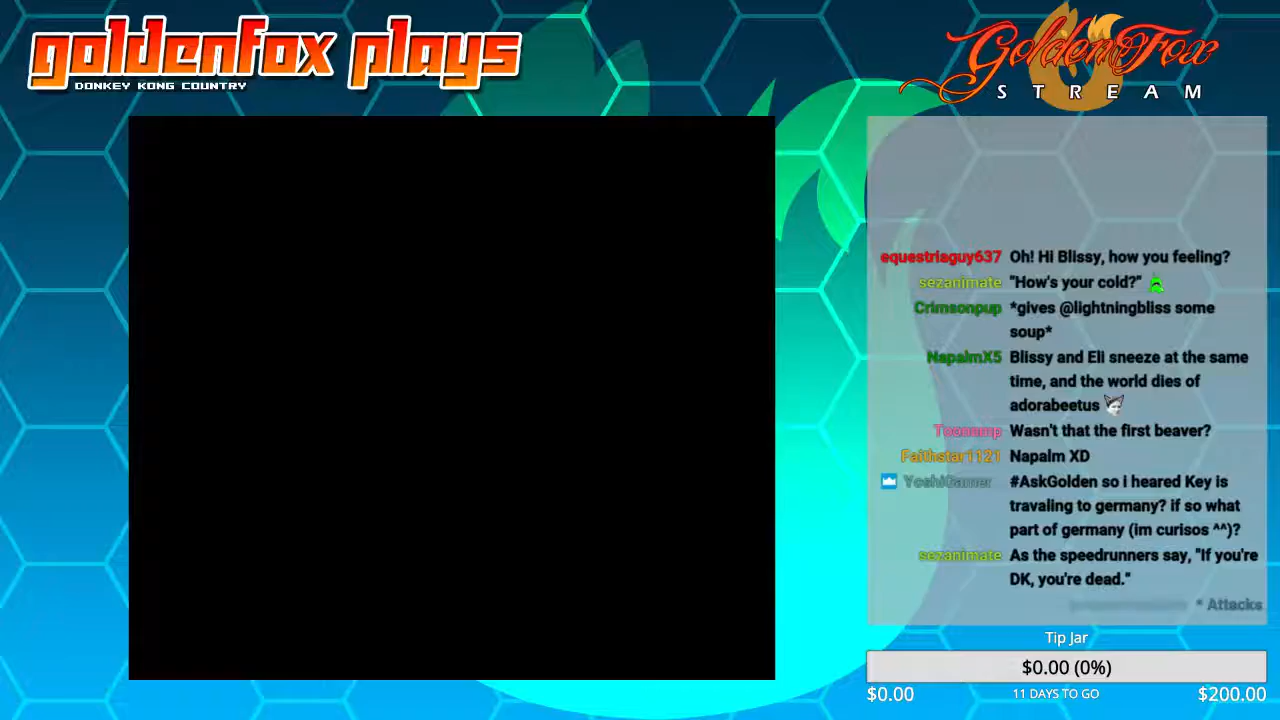 goldenfox plays
DONKEY KONG COUNTRY
GoldenFox
STREAM
equestriaguy637 Oh! Hi Blissy, how you feeling?
sezanimate "How's your cold?"
Crimsonpup *gives @lightningbliss some
soup*
NapalmX5 Blissy and Eli sneeze at the same
time, and the world dies of
adorabeetus
Wasn't that the first beaver?
Faithstar1121 Napalm XD
YoshiGamer #AskGolden so i heared Key is
travaling to germany? if so what
part of germany (im curisos ^^)?
sezanimate As the speedrunners say, "If you're
DK, you're dead."
* Attacks
Tip Jar
$0.00 (0%)
$0.00 11 DAYS TO GO $200.00